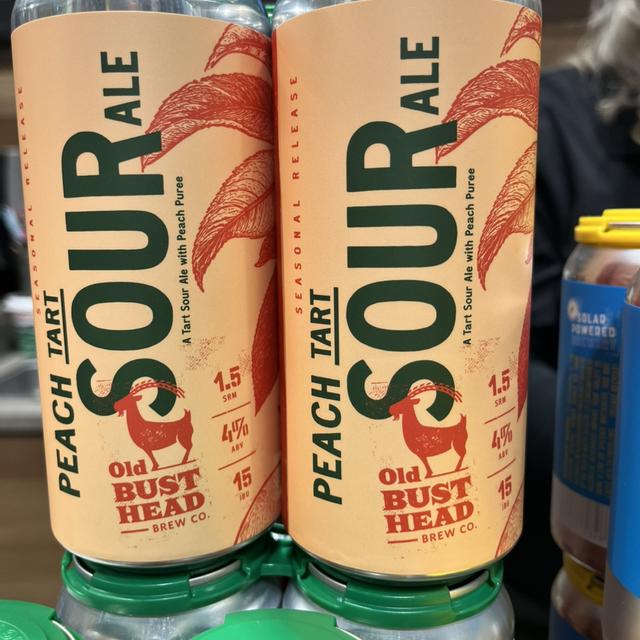 SEASONAL RELEASE
PEACH TART
SOUR ALE
A Tart Sour Ale with Peach Puree
1.5
SRM
4%
ABV
15
IBU
Old
BUST
HEAD
BREW CO.
SEASONAL RELEASE
PEACH TART
SOUR ALE
A Tart Sour Ale with Peach Puree
1.5
SRM
4%
ABV
15
IBU
Old
BUST
HEAD
BREW CO.
SOLAR
POWERED